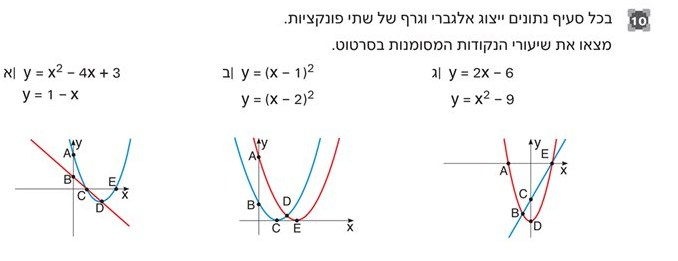 10 בכל סעיף נתונים ייצוג אלגברי וגרף של שתי פונקציות.
מצאו את שיעורי הנקודות המסומנות בסרטוט.
א| y = x² – 4x + 3
y = 1 – x
ב| y = (x – 1)²
y = (x – 2)²
ג| y = 2x – 6
y = x² – 9
y
A
B
C
D
E
x
y
A
B
C
D
E
x
y
A
B
C
D
E
x